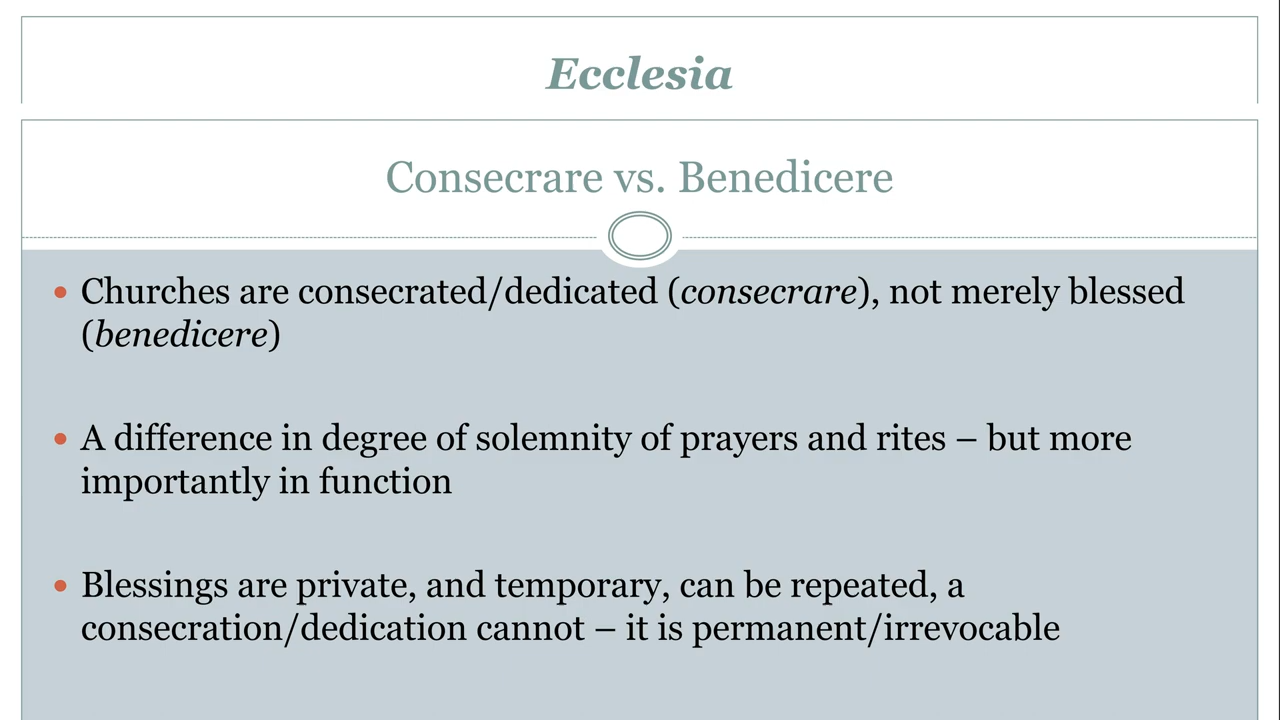 Ecclesia
Consecrare vs. Benedicere
• Churches are consecrated/dedicated (consecrare), not merely blessed
(benedicere)
• A difference in degree of solemnity of prayers and rites – but more
importantly in function
• Blessings are private, and temporary, can be repeated, a
consecration/dedication cannot – it is permanent/irrevocable